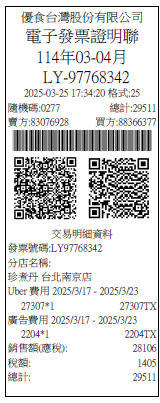 優食台灣股份有限公司
電子發票證明聯
114年03-04月
LY-97768342
2025-03-25 17:34:20 格式:25
隨機碼:0277 總計:29511
賣方:83076928 買方:88366377
交易明細資料
發票號碼:LY97768342
分店名稱:
珍煮丹 台北南京店
Uber 費用 2025/3/17 - 2025/3/23
27307*1 27307TX
廣告費用 2025/3/17 - 2025/3/23
2204*1 2204TX
銷售額(應稅): 28106
稅額: 1405
總計: 29511